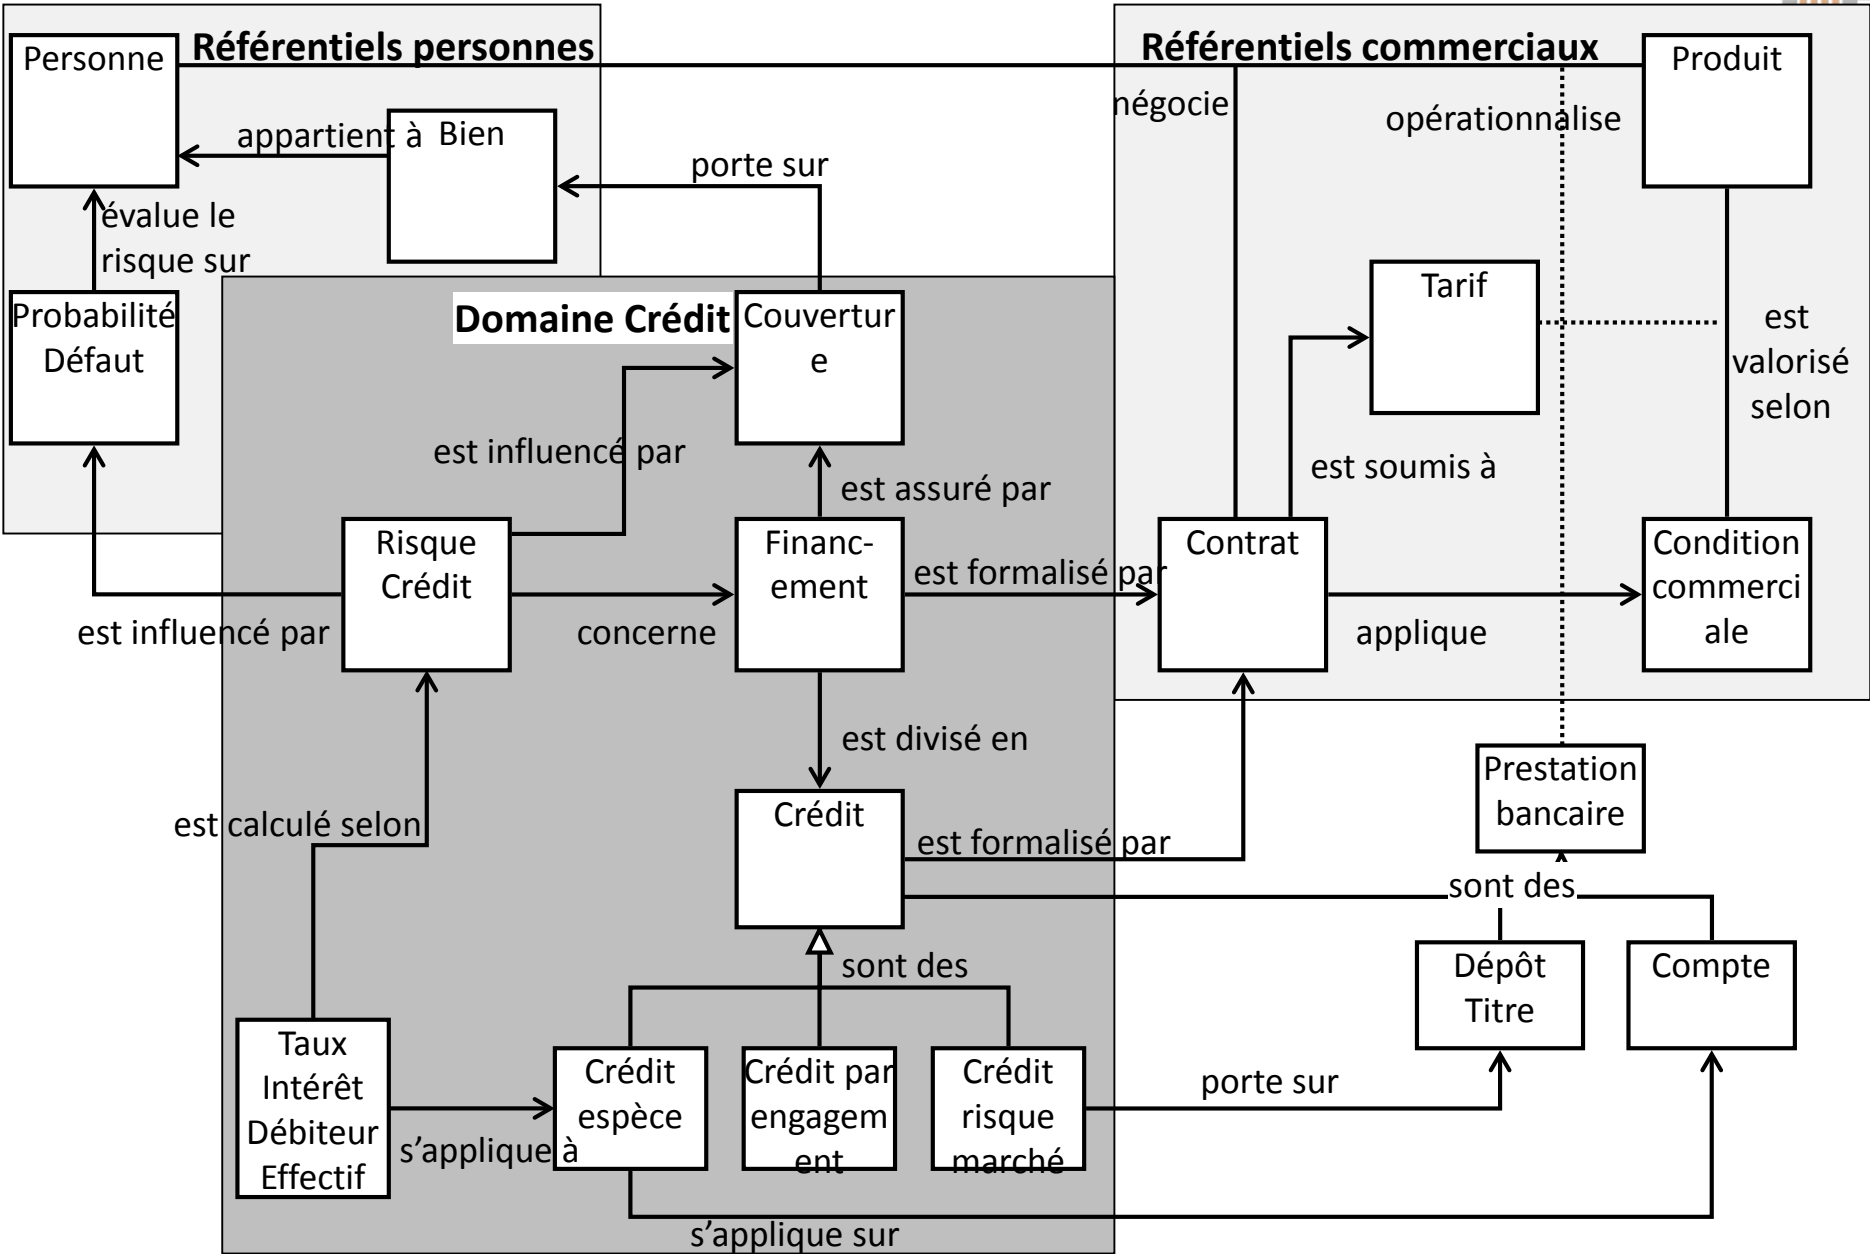 Référentiels personnes
Référentiels commerciaux
Personne
Produit
négocie
opérationnalise
appartient à
Bien
porte sur
évalue le
risque sur
Tarif
Probabilité
Défaut
Domaine Crédit
Couvertur
e
est
valorisé
selon
est influencé par
est soumis à
est assuré par
Risque
Crédit
Financ-
ement
est formalisé par
Contrat
Condition
commerci
ale
est influencé par
concerne
applique
est divisé en
Prestation
bancaire
Crédit
est calculé selon
est formalisé par
sont des
sont des
Dépôt
Titre
Compte
Taux
Intérêt
Débiteur
Effectif
Crédit
espèce
Crédit par
engagem
ent
Crédit
risque
marché
porte sur
s’applique à
s’applique sur